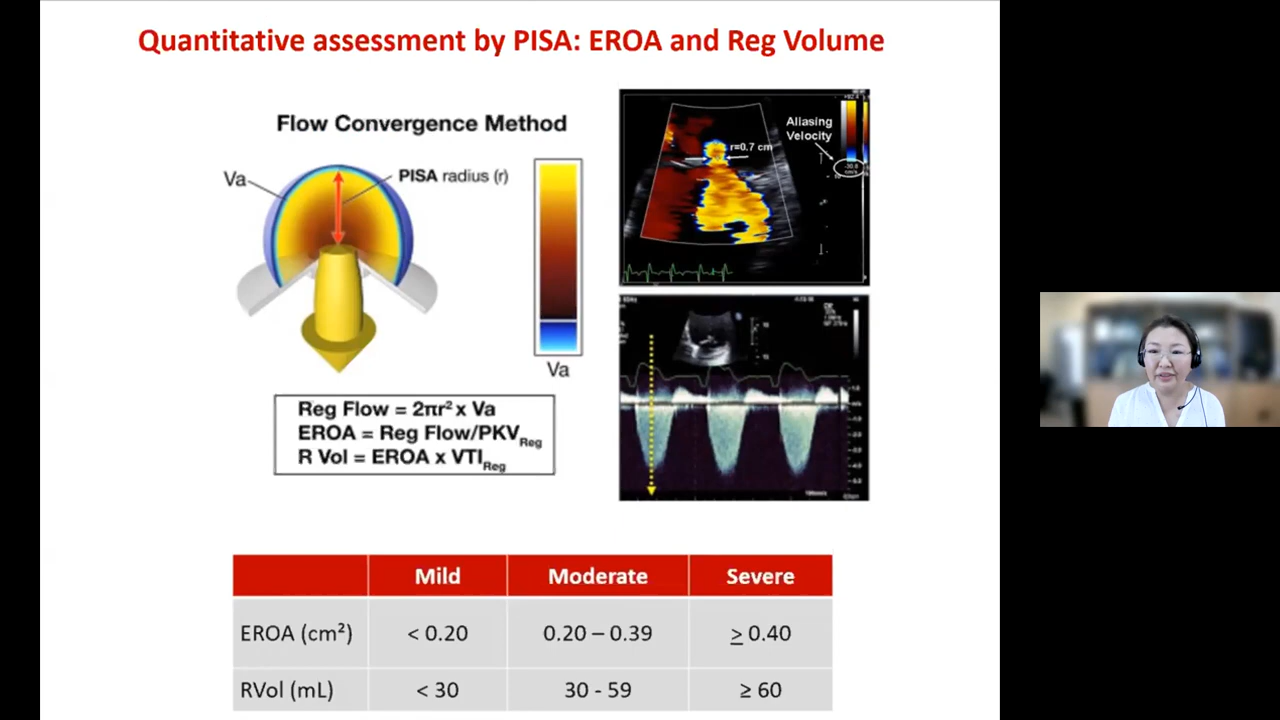 Quantitative assessment by PISA: EROA and Reg Volume
Flow Convergence Method
Va
PISA radius (r)
Va
Reg Flow = 2πr² x Va
EROA = Reg Flow/PKVReg
R Vol = EROA x VTIReg
Aliasing
Velocity
r=0.7 cm
Mild Moderate Severe
EROA (cm²) < 0.20 0.20 – 0.39 ≥ 0.40
RVol (mL) < 30 30 - 59 ≥ 60